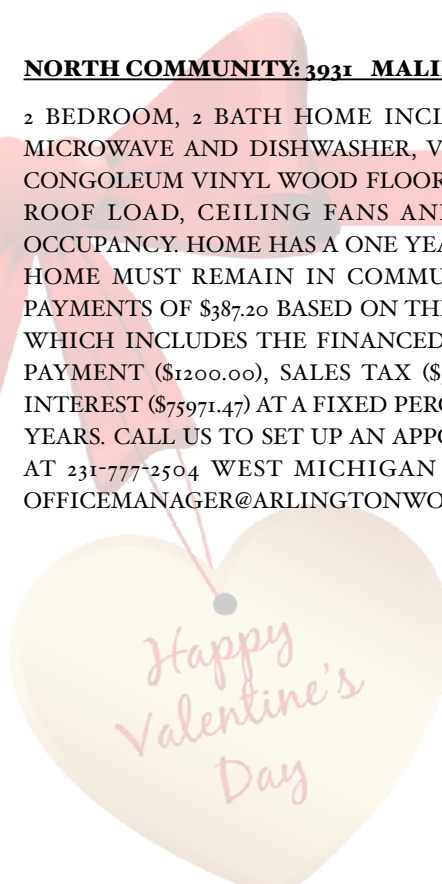 NORTH COMMUNITY: 3931 MALI
2 BEDROOM, 2 BATH HOME INCL
MICROWAVE AND DISHWASHER, V
CONGOLEUM VINYL WOOD FLOOR
ROOF LOAD, CEILING FANS AN
OCCUPANCY. HOME HAS A ONE YEA
HOME MUST REMAIN IN COMMU
PAYMENTS OF $387.20 BASED ON TH
WHICH INCLUDES THE FINANCED
PAYMENT ($1200.00), SALES TAX ($
INTEREST ($75971.47) AT A FIXED PERC
YEARS. CALL US TO SET UP AN APPO
AT 231-777-2504 WEST MICHIGAN
OFFICEMANAGER@ARLINGTONWO
Happy
Valentine's
Day